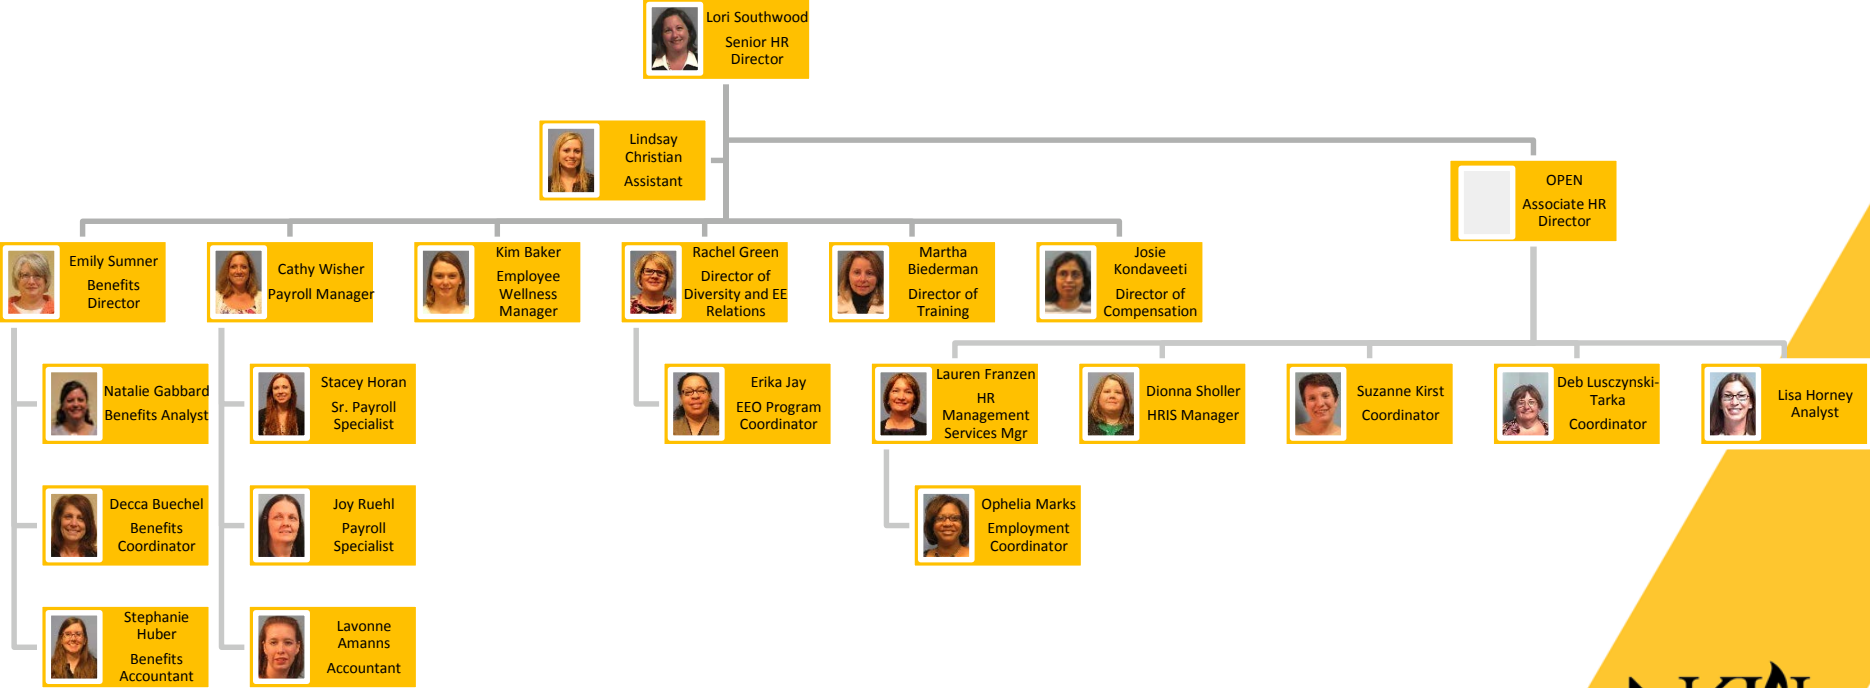 Lori Southwood
Senior HR
Director
Lindsay
Christian
Assistant
OPEN
Associate HR
Director
Emily Sumner
Benefits
Director
Cathy Wisher
Payroll Manager
Kim Baker
Employee
Wellness
Manager
Rachel Green
Director of
Diversity and EE
Relations
Martha
Biederman
Director of
Training
Josie
Kondaveeti
Director of
Compensation
Natalie Gabbard
Benefits Analyst
Stacey Horan
Sr. Payroll
Specialist
Erika Jay
EEO Program
Coordinator
Lauren Franzen
HR
Management
Services Mgr
Dionna Sholler
HRIS Manager
Suzanne Kirst
Coordinator
Deb Lusczynski-
Tarka
Coordinator
Lisa Horney
Analyst
Decca Buechel
Benefits
Coordinator
Joy Ruehl
Payroll
Specialist
Ophelia Marks
Employment
Coordinator
Stephanie
Huber
Benefits
Accountant
Lavonne
Amanns
Accountant